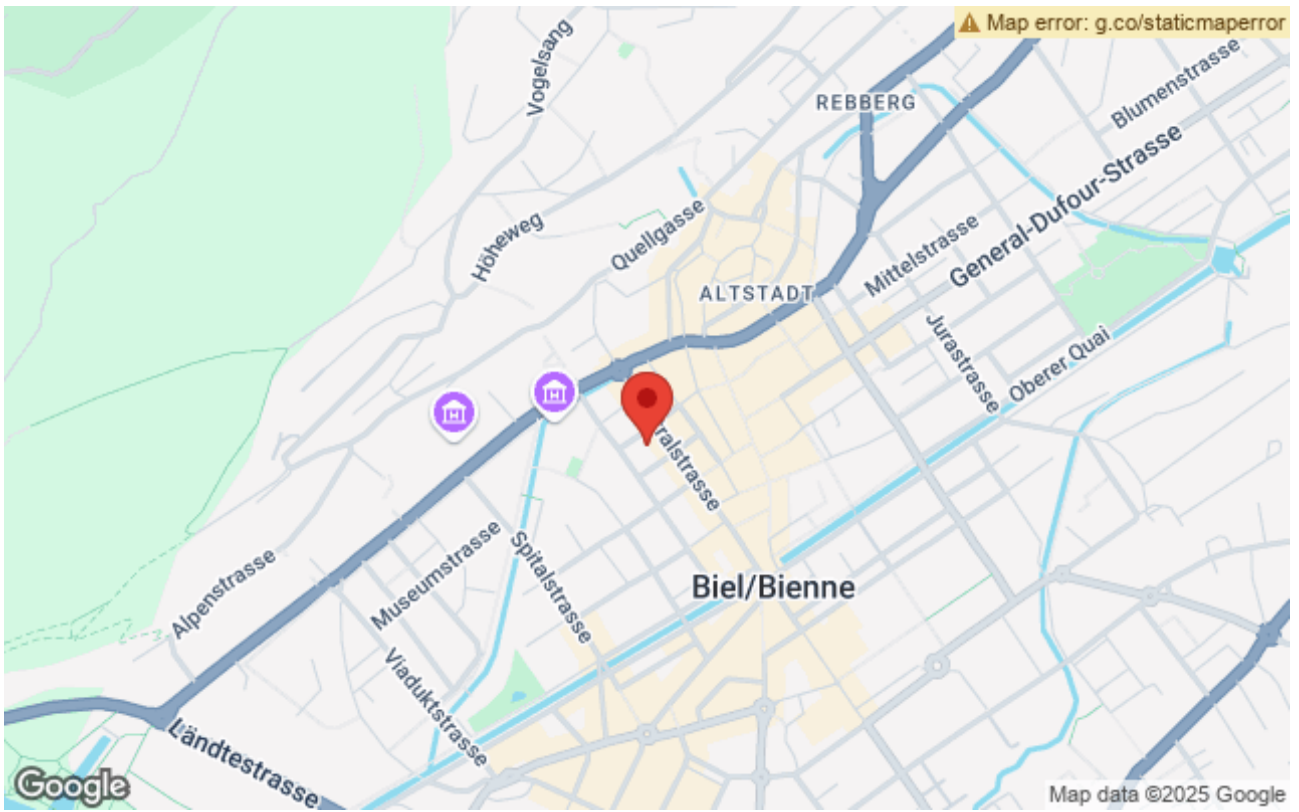 Map error: g.co/staticmaperror
Vogelsang
REBBERG
Blumenstrasse
General-Dufour-Strasse
Höheweg
Quellgasse
Mittelstrasse
ALTSTADT
Jurastrasse
Oberer Quai
ralstrasse
Spitalstrasse
Museumstrasse
Alpenstrasse
Biel/Bienne
Viaduktstrasse
Ländtestrasse
Google
Map data ©2025 Google